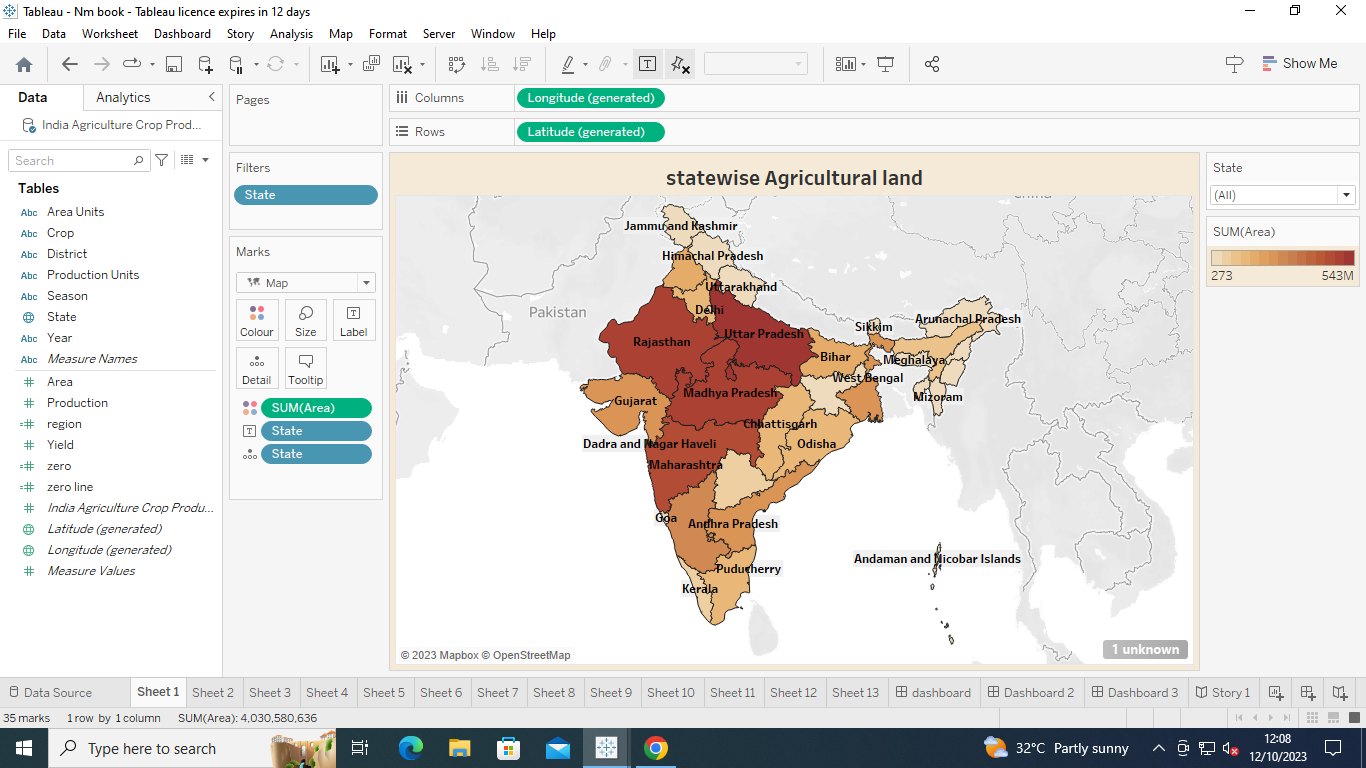 Tableau - Nm book - Tableau licence expires in 12 days
File Data Worksheet Dashboard Story Analysis Map Format Server Window Help
Show Me
Data Analytics
India Agriculture Crop Prod...
Search
Tables
Abc Area Units
Abc Crop
Abc District
Abc Production Units
Abc Season
State
Abc Year
Abc Measure Names
Area
Production
region
Yield
zero
zero line
India Agriculture Crop Produ...
Latitude (generated)
Longitude (generated)
Measure Values
Pages
Filters
State
Marks
Map
Colour Size Label
Detail Tooltip
SUM(Area)
State
State
Columns Longitude (generated)
Rows Latitude (generated)
statewise Agricultural land
China
Jammu and Kashmir
Himachal Pradesh
Uttarakhand
Pakistan
Delhi
Arunachal Pradesh
Sikkim
Uttar Pradesh
Rajasthan
Bihar
Meghalaya
West Bengal
Madhya Pradesh
Mizoram
Gujarat
Chhattisgarh
Dadra and Nagar Haveli
Odisha
Maharashtra
Goa
Andhra Pradesh
Andaman and Nicobar Islands
Puducherry
Kerala
© 2023 Mapbox © OpenStreetMap
1 unknown
State
(All)
SUM(Area)
273 543M
Data Source Sheet 1 Sheet 2 Sheet 3 Sheet 4 Sheet 5 Sheet 6 Sheet 7 Sheet 8 Sheet 9 Sheet 10 Sheet 11 Sheet 12 Sheet 13 dashboard Dashboard 2 Dashboard 3 Story 1
35 marks 1 row by 1 column SUM(Area): 4,030,580,636
Type here to search
32°C Partly sunny
12:08
12/10/2023